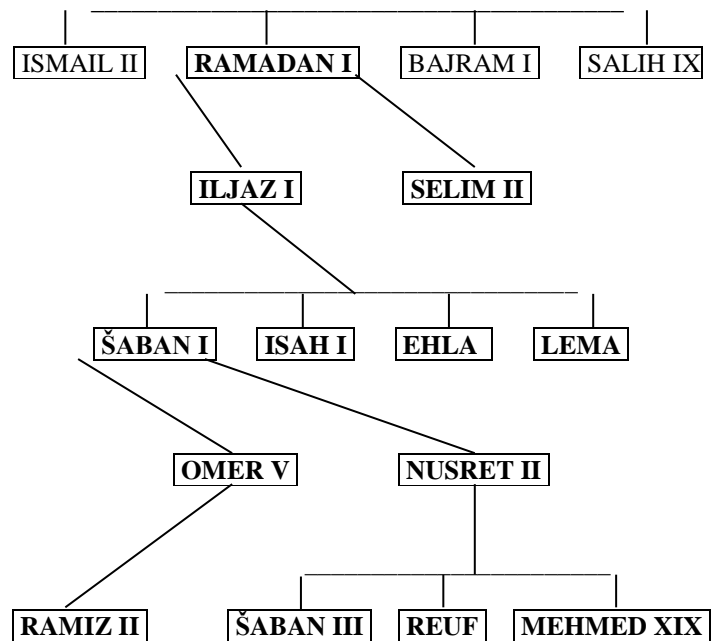 ISMAIL II RAMADAN I BAJRAM I SALIH IX
ILJAZ I SELIM II
ŠABAN I ISAH I EHLA LEMA
OMER V NUSRET II
RAMIZ II ŠABAN III REUF MEHMED XIX